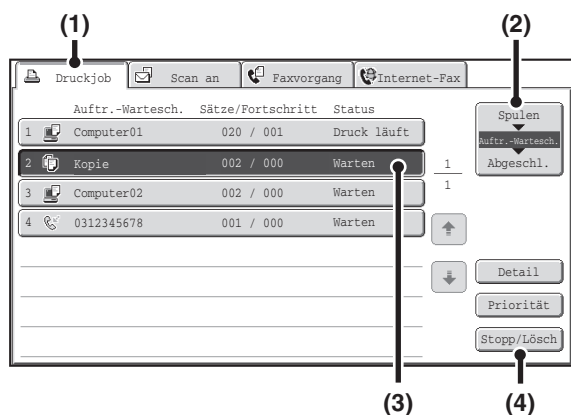 (1) (2)
Druckjob Scan an Faxvorgang Internet-Fax
Auftr.-Wartesch. Sätze/Fortschritt Status
Spulen
Auftr.-Wartesch.
Abgeschl.
1 Computer01 020 / 001 Druck läuft
2 Kopie 002 / 000 Warten
3 Computer02 002 / 000 Warten
4 0312345678 001 / 000 Warten
1
1
Detail
Priorität
Stopp/Lösch
(3) (4)